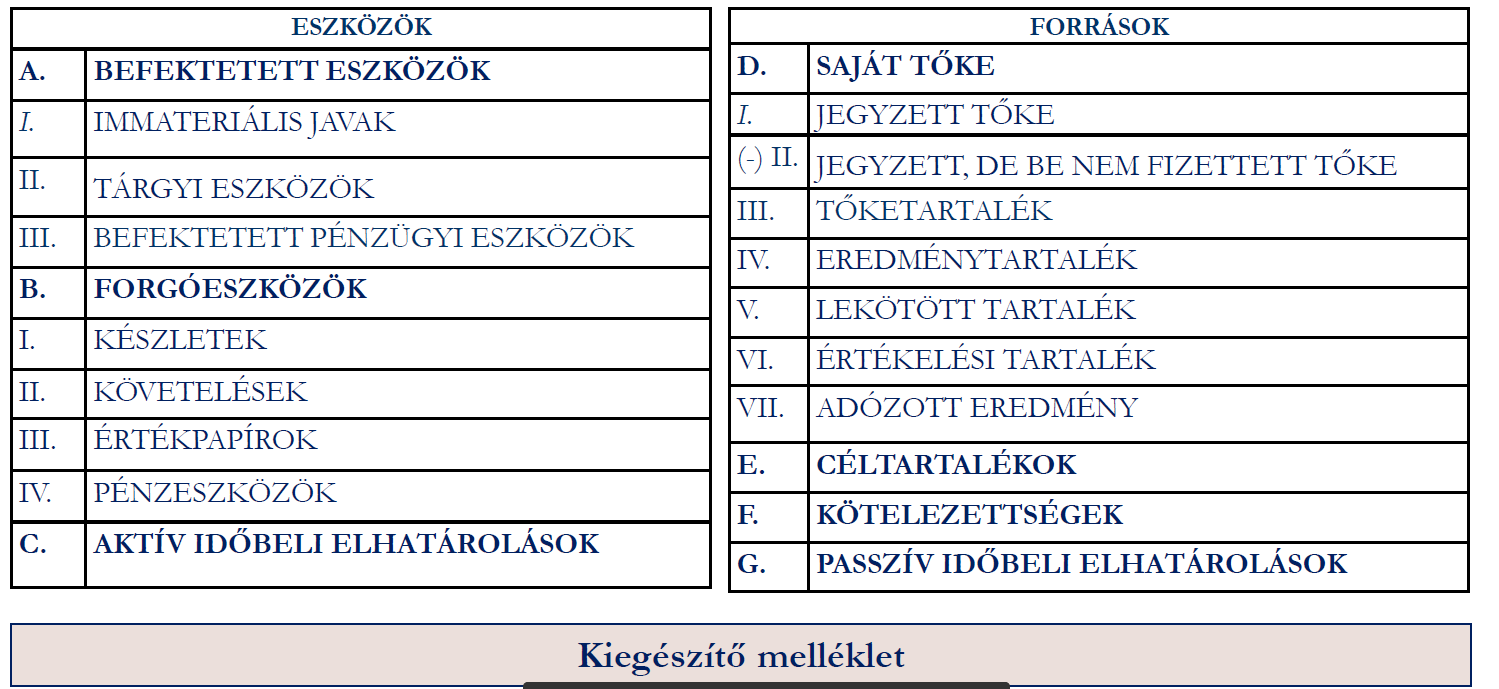 ESZKÖZÖK
A. BEFEKTETETT ESZKÖZÖK
I. IMMATERIÁLIS JAVAK
II. TÁRGYI ESZKÖZÖK
III. BEFEKTETETT PÉNZÜGYI ESZKÖZÖK
B. FORGÓESZKÖZÖK
I. KÉSZLETEK
II. KÖVETELÉSEK
III. ÉRTÉKPAPÍROK
IV. PÉNZESZKÖZÖK
C. AKTÍV IDŐBELI ELHATÁROLÁSOK
FORRÁSOK
D. SAJÁT TŐKE
I. JEGYZETT TŐKE
(-) II. JEGYZETT, DE BE NEM FIZETTETT TŐKE
III. TŐKETARTALÉK
IV. EREDMÉNYTARTALÉK
V. LEKÖTÖTT TARTALÉK
VI. ÉRTÉKELÉSI TARTALÉK
VII. ADÓZOTT EREDMÉNY
E. CÉLTARTALÉKOK
F. KÖTELEZETTSÉGEK
G. PASSZÍV IDŐBELI ELHATÁROLÁSOK
Kiegészítő melléklet